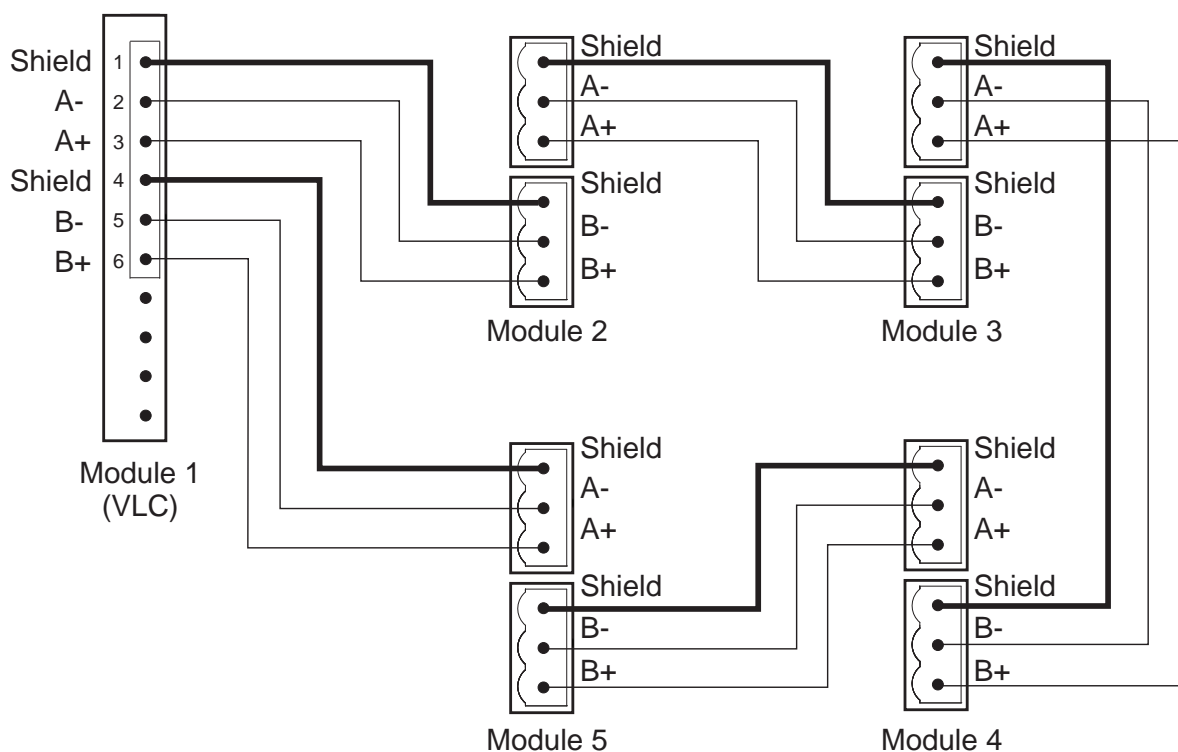 Shield 1
A- 2
A+ 3
Shield 4
B- 5
B+ 6
Module 1
(VLC)
Shield
A-
A+
Shield
B-
B+
Module 2
Shield
A-
A+
Shield
B-
B+
Module 3
Shield
A-
A+
Shield
B-
B+
Module 5
Shield
A-
A+
Shield
B-
B+
Module 4